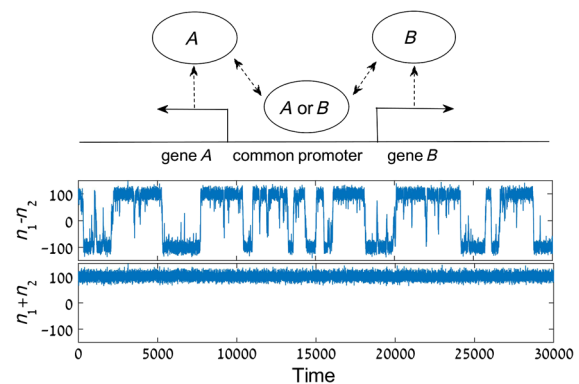 A B
A or B
gene A common promoter gene B
n1-n2
100
0
−100
n1+n2
100
0
−100
0 5000 10000 15000 20000 25000 30000
Time